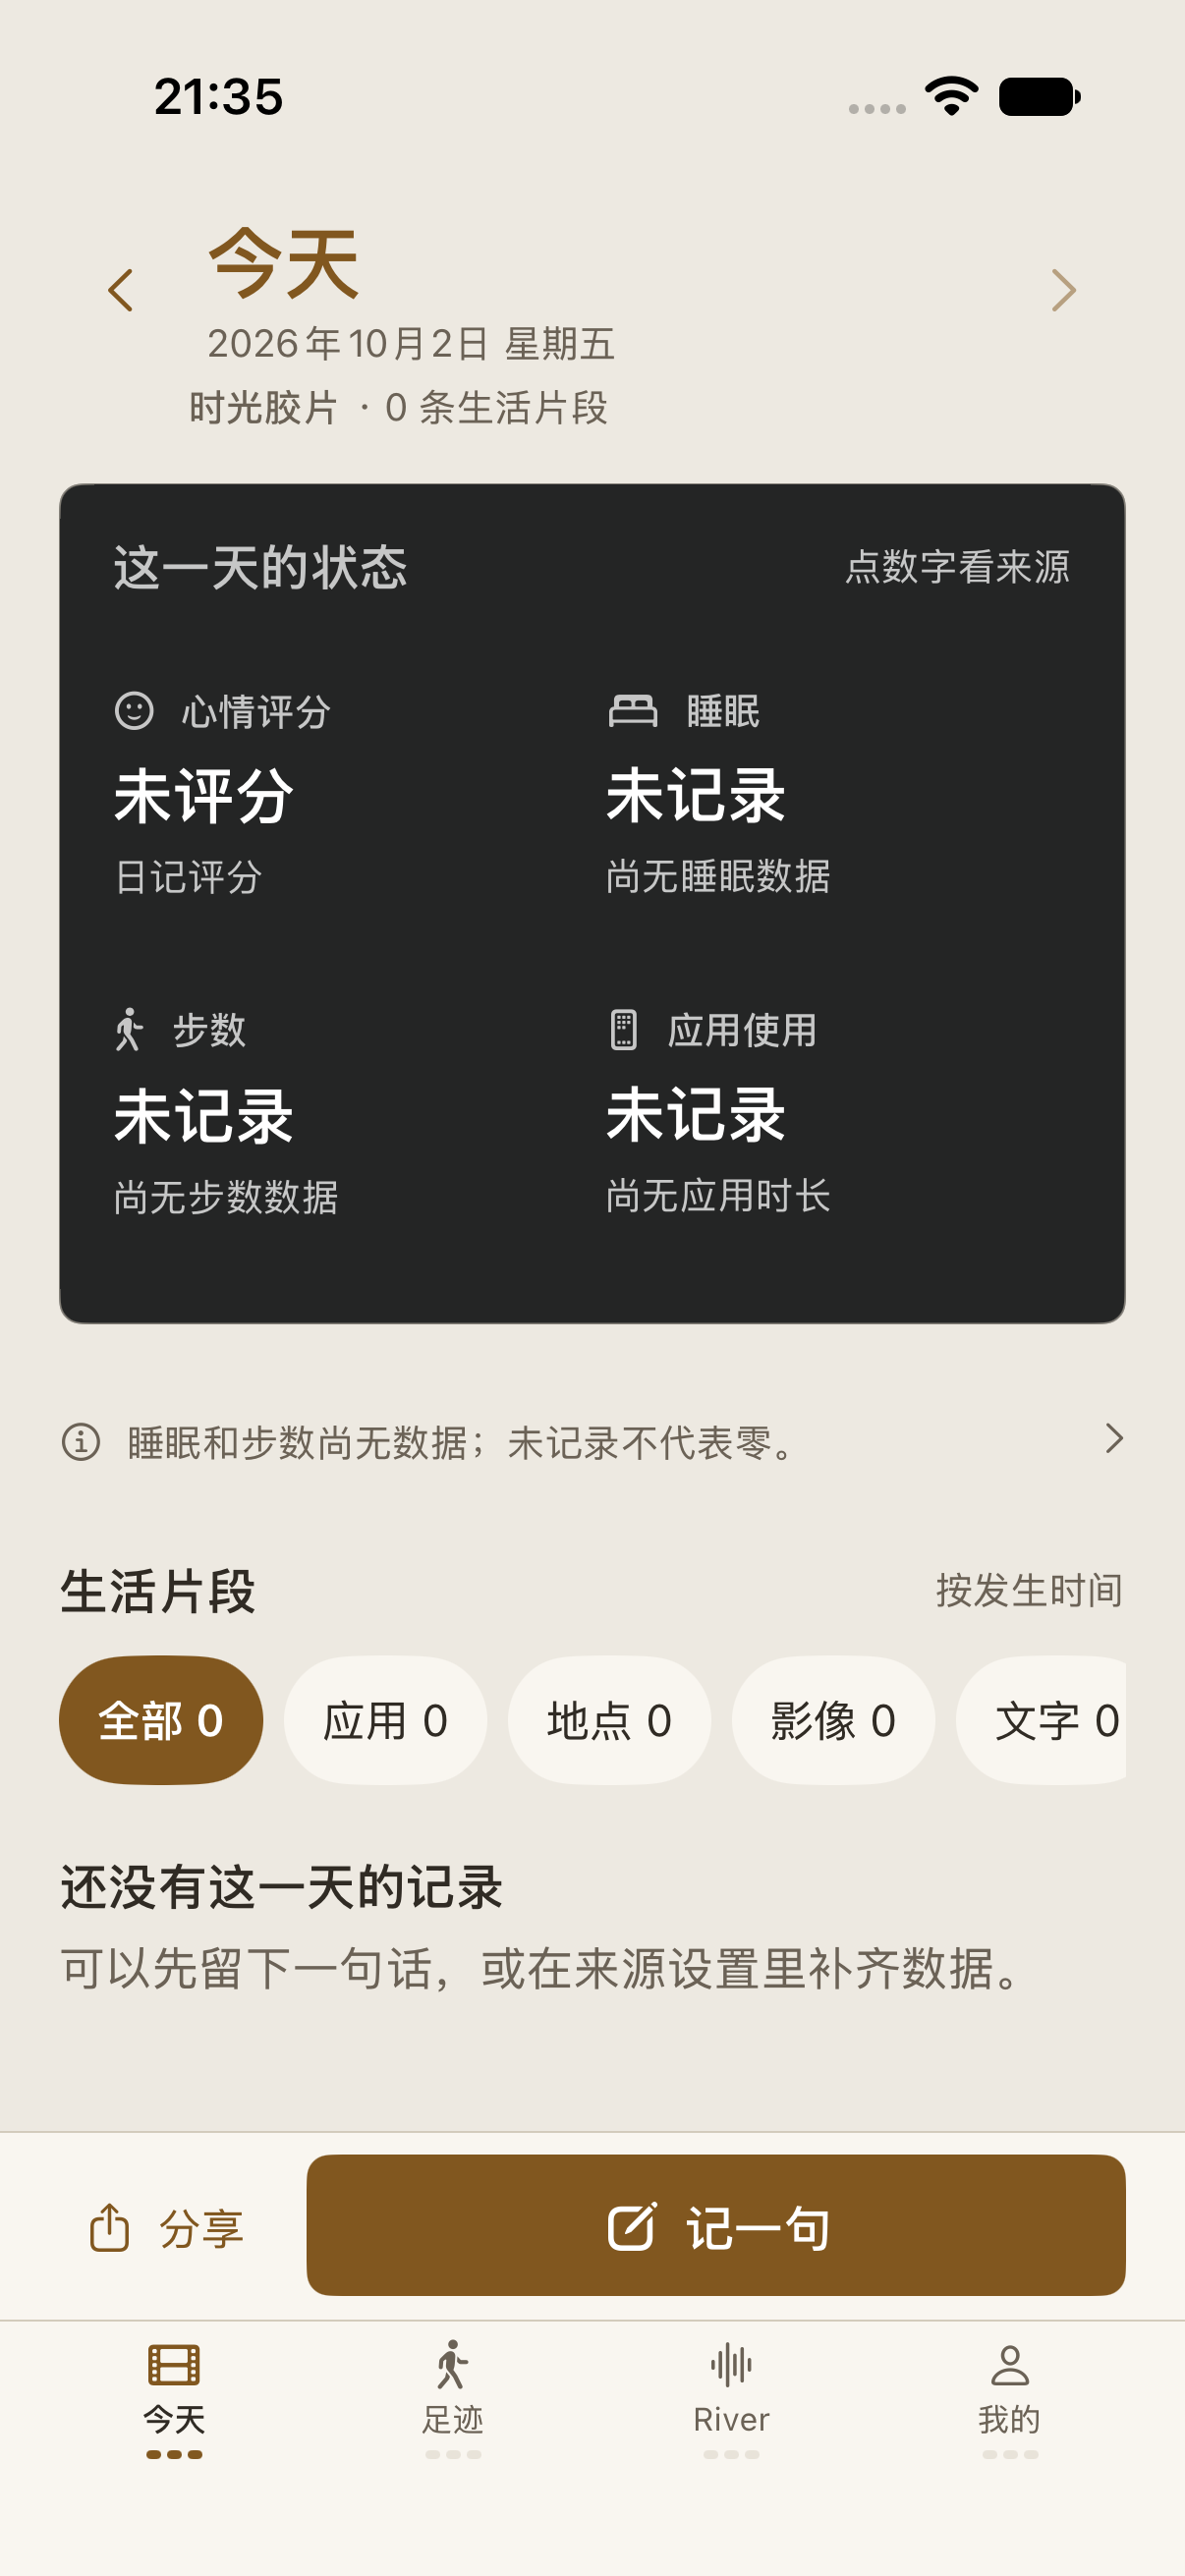 21:35
今天
2026年10月2日 星期五
时光胶片 · 0 条生活片段
这一天的状态
点数字看来源
心情评分
睡眠
未评分
未记录
日记评分
尚无睡眠数据
步数
应用使用
未记录
未记录
尚无步数数据
尚无应用时长
睡眠和步数尚无数据；未记录不代表零。
生活片段
按发生时间
全部 0
应用 0
地点 0
影像 0
文字 0
还没有这一天的记录
可以先留下一句话，或在来源设置里补齐数据。
分享
记一句
今天
足迹
River
我的